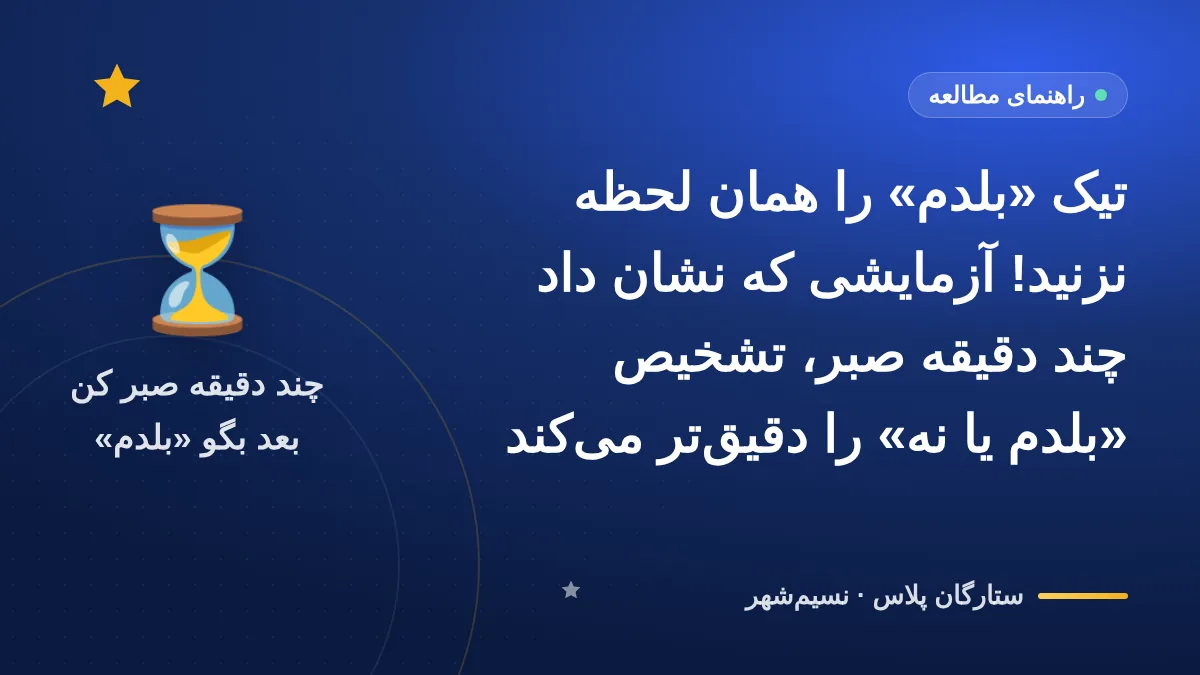 راهنمای مطالعه
تیک «بلدم» را همان لحظه
نزنید! آزمایشی که نشان داد
چند دقیقه صبر، تشخیص
«بلدم یا نه» را دقیق‌تر می‌کند
چند دقیقه صبر کن
بعد بگو «بلدم»
ستارگان پلاس · نسیم‌شهر